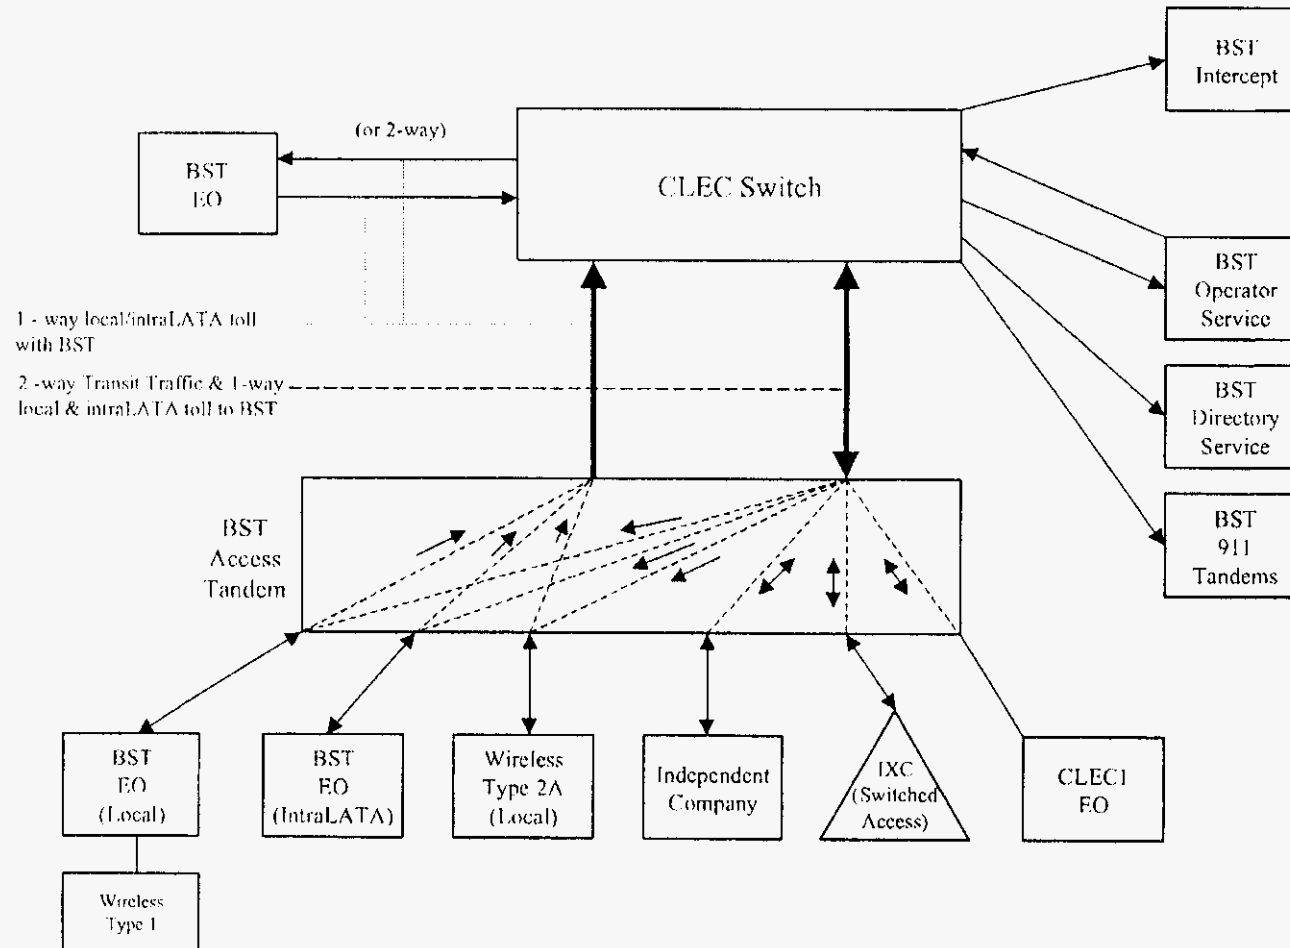 BST
Intercept
(or 2-way)
BST
EO
CLEC Switch
BST
Operator
Service
1 - way local/intraLATA toll
with BST
2 -way Transit Traffic & 1-way
local & intraLATA toll to BST
BST
Directory
Service
BST
Access
Tandem
BST
911
Tandems
BST
EO
(Local)
BST
EO
(IntraLATA)
Wireless
Type 2A
(Local)
Independent
Company
IXC
(Switched
Access)
CLEC1
EO
Wireless
Type 1